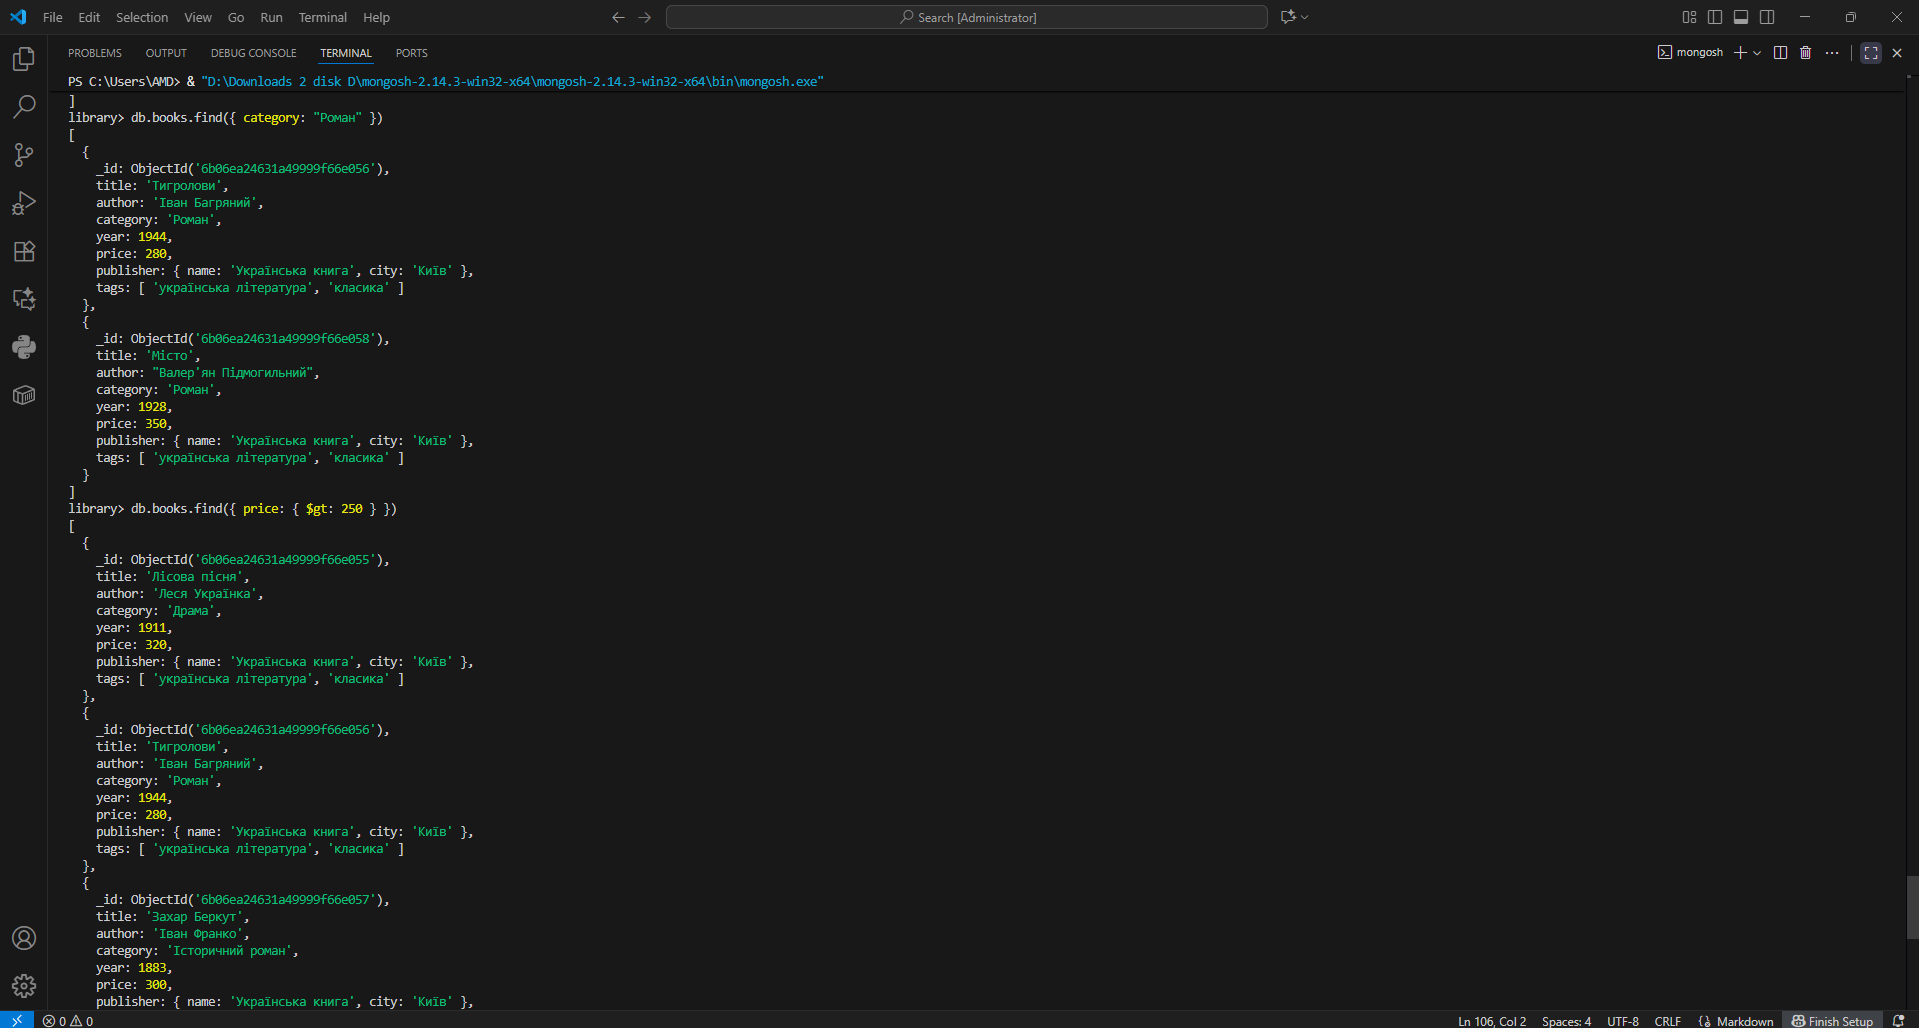 File Edit Selection View Go Run Terminal Help
Search [Administrator]
PROBLEMS OUTPUT DEBUG CONSOLE TERMINAL PORTS
mongosh
PS C:\Users\AMD> & "D:\Downloads 2 disk D\mongosh-2.14.3-win32-x64\mongosh-2.14.3-win32-x64\bin\mongosh.exe"
]
library> db.books.find({ category: "Роман" })
[
  {
    _id: ObjectId('6b06ea24631a49999f66e056'),
    title: 'Тигролови',
    author: 'Іван Багряний',
    category: 'Роман',
    year: 1944,
    price: 280,
    publisher: { name: 'Українська книга', city: 'Київ' },
    tags: [ 'українська література', 'класика' ]
  },
  {
    _id: ObjectId('6b06ea24631a49999f66e058'),
    title: 'Місто',
    author: "Валер'ян Підмогильний",
    category: 'Роман',
    year: 1928,
    price: 350,
    publisher: { name: 'Українська книга', city: 'Київ' },
    tags: [ 'українська література', 'класика' ]
  }
]
library> db.books.find({ price: { $gt: 250 } })
[
  {
    _id: ObjectId('6b06ea24631a49999f66e055'),
    title: 'Лісова пісня',
    author: 'Леся Українка',
    category: 'Драма',
    year: 1911,
    price: 320,
    publisher: { name: 'Українська книга', city: 'Київ' },
    tags: [ 'українська література', 'класика' ]
  },
  {
    _id: ObjectId('6b06ea24631a49999f66e056'),
    title: 'Тигролови',
    author: 'Іван Багряний',
    category: 'Роман',
    year: 1944,
    price: 280,
    publisher: { name: 'Українська книга', city: 'Київ' },
    tags: [ 'українська література', 'класика' ]
  },
  {
    _id: ObjectId('6b06ea24631a49999f66e057'),
    title: 'Захар Беркут',
    author: 'Іван Франко',
    category: 'Історичний роман',
    year: 1883,
    price: 300,
    publisher: { name: 'Українська книга', city: 'Київ' },
0 0 Ln 106, Col 2 Spaces: 4 UTF-8 CRLF Markdown Finish Setup